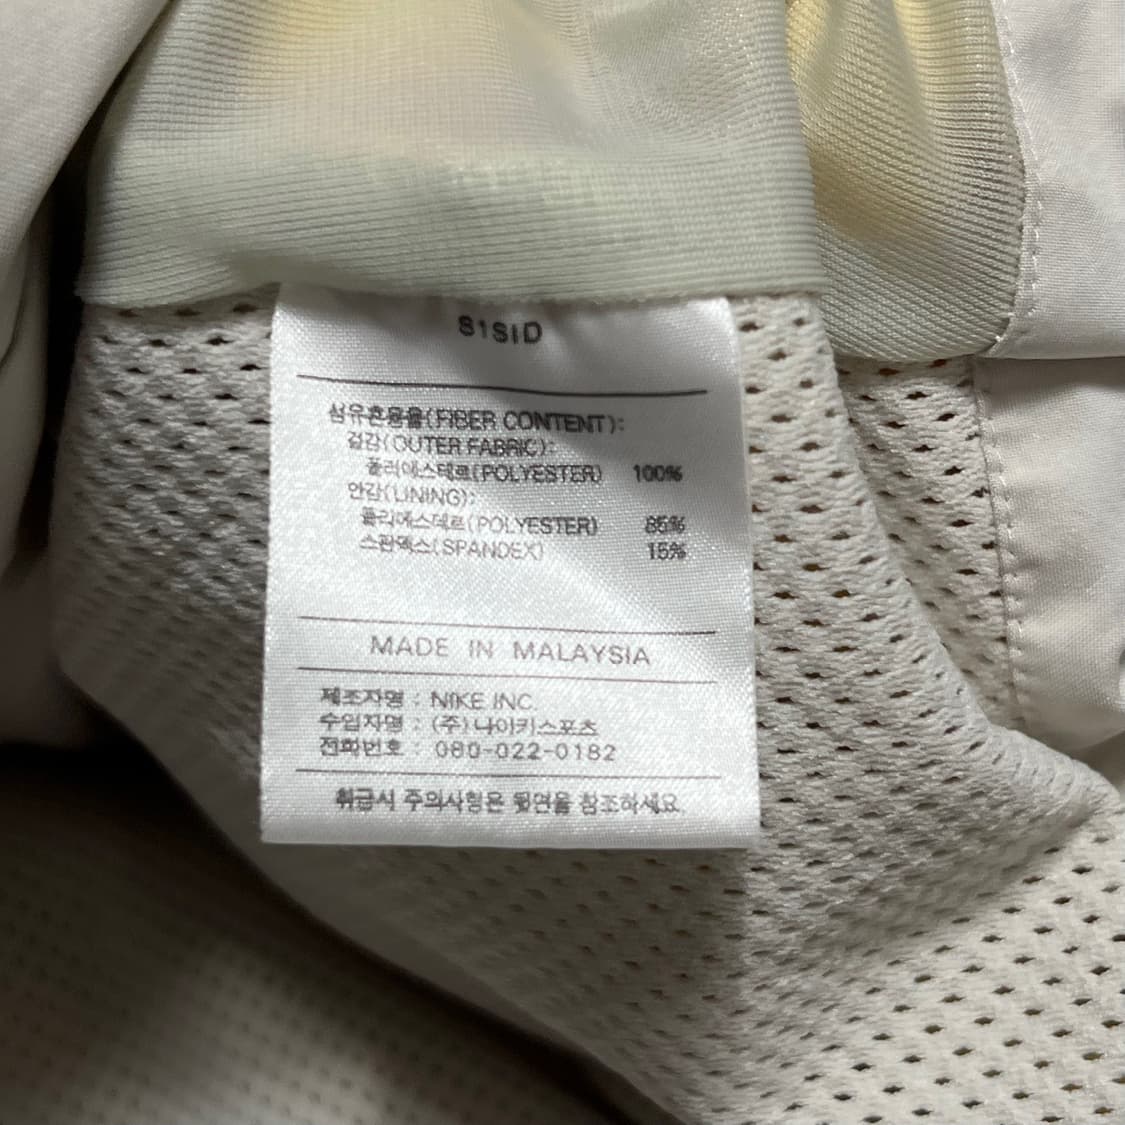 S1SID
섬유혼용율(FIBER CONTENT):
겉감(OUTER FABRIC):
폴리에스테르(POLYESTER) 100%
안감(LINING):
폴리에스테르(POLYESTER) 85%
스판덱스(SPANDEX) 15%
MADE IN MALAYSIA
제조자명 : NIKE INC.
수입자명 : (주)나이키스포츠
전화번호 : 080-022-0182
취급시 주의사항은 뒷면을 참조하세요.